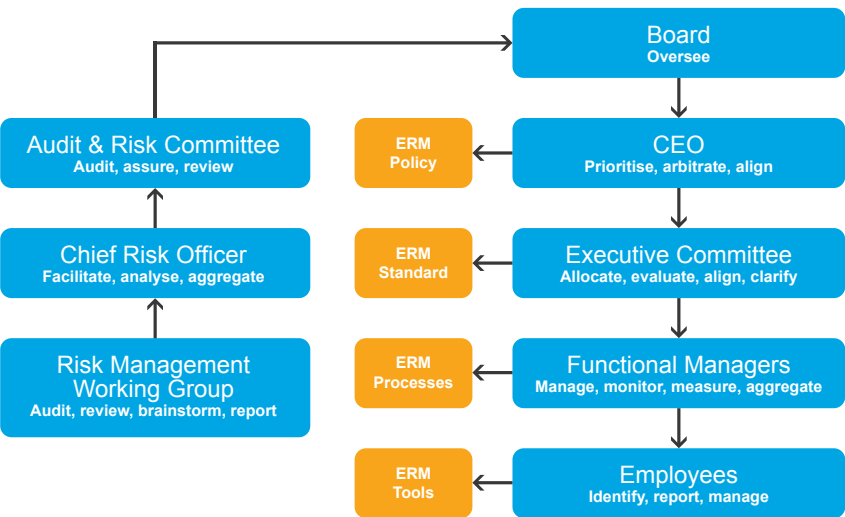 Board
Oversee
Audit & Risk Committee
Audit, assure, review
ERM
Policy
CEO
Prioritise, arbitrate, align
Chief Risk Officer
Facilitate, analyse, aggregate
ERM
Standard
Executive Committee
Allocate, evaluate, align, clarify
Risk Management
Working Group
Audit, review, brainstorm, report
ERM
Processes
Functional Managers
Manage, monitor, measure, aggregate
ERM
Tools
Employees
Identify, report, manage